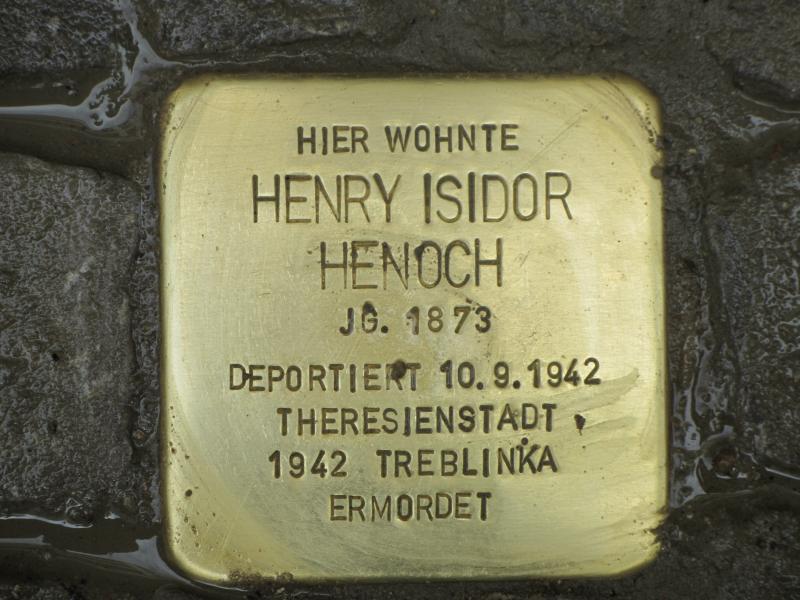 HIER WOHNTE
HENRY ISIDOR
HENOCH
JG. 1873
DEPORTIERT 10.9.1942
THERESIENSTADT
1942 TREBLINKA
ERMORDET